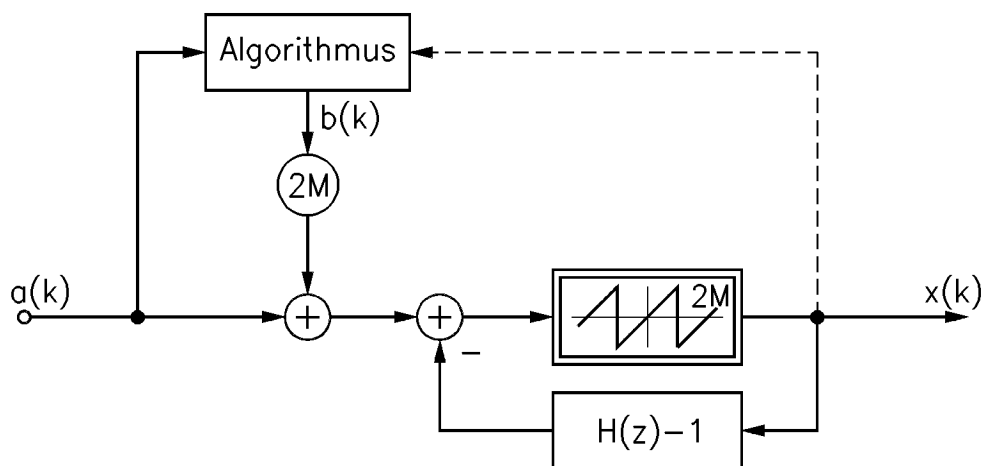 Algorithmus
b(k)
2M
a(k)
+
+
−
2M
x(k)
H(z)−1